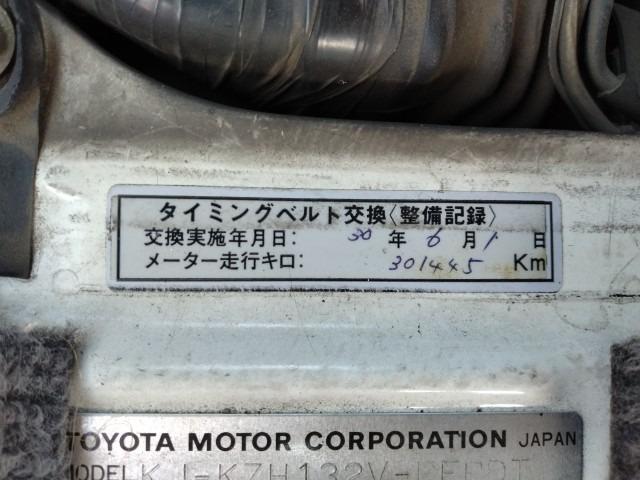 タイミングベルト交換〈整備記録〉
交換実施年月日: 30 年 6 月 1 日
メーター走行キロ: 301445 Km
TOYOTA MOTOR CORPORATION JAPAN
MODEL